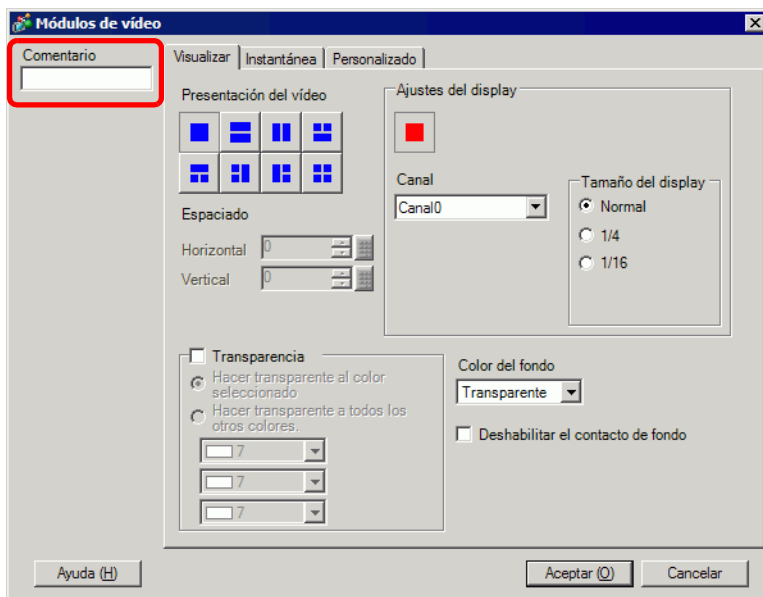 Módulos de vídeo
Comentario
Visualizar
Instantánea
Personalizado
Presentación del vídeo
Espaciado
Horizontal
0
Vertical
0
Ajustes del display
Canal
Canal0
Tamaño del display
Normal
1/4
1/16
Transparencia
Hacer transparente al color
seleccionado
Hacer transparente a todos los
otros colores.
7
7
7
Color del fondo
Transparente
Deshabilitar el contacto de fondo
Ayuda (H)
Aceptar (O)
Cancelar